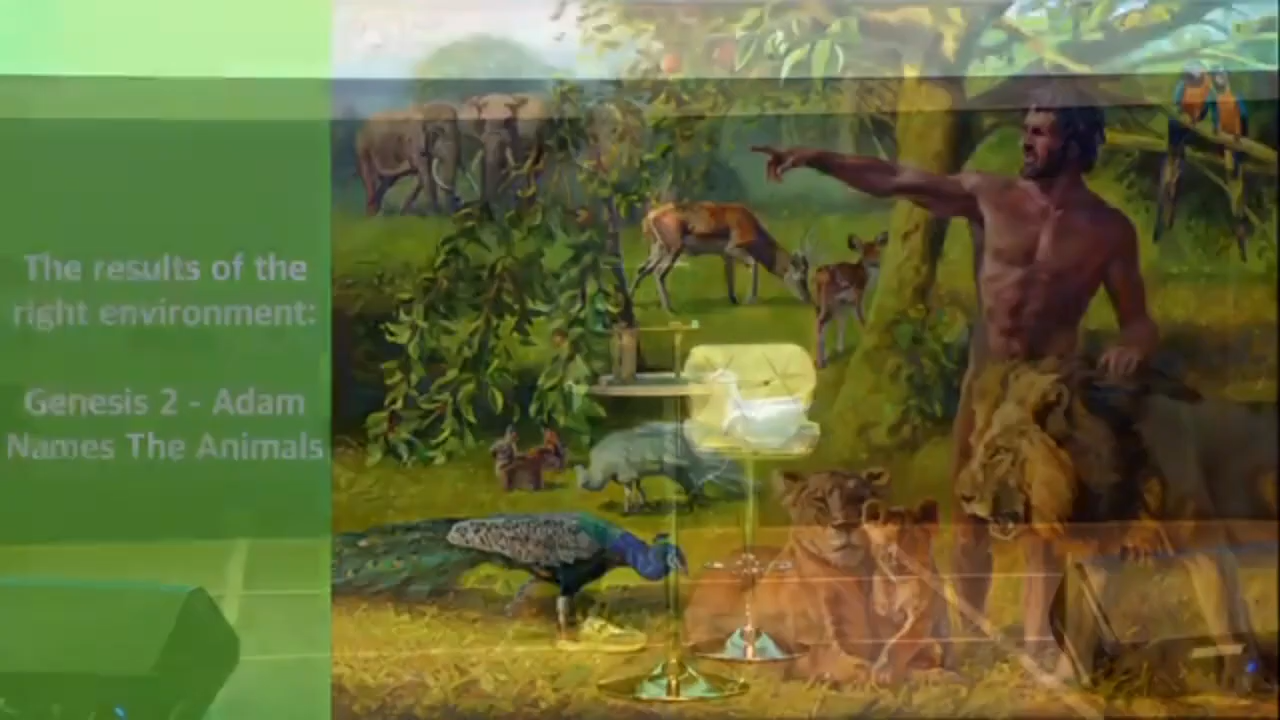 The results of the
right environment:
Genesis 2 - Adam
Names The Animals